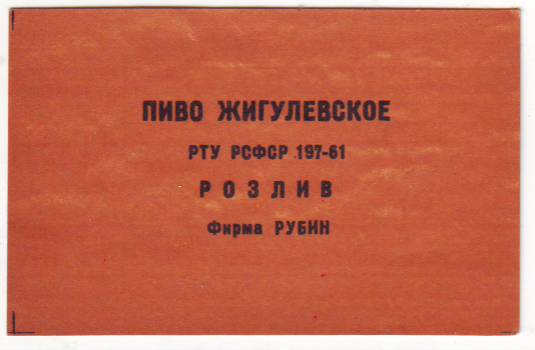 ПИВО ЖИГУЛЕВСКОЕ
РТУ РСФСР 197-61
РОЗЛИВ
Фирма РУБИН